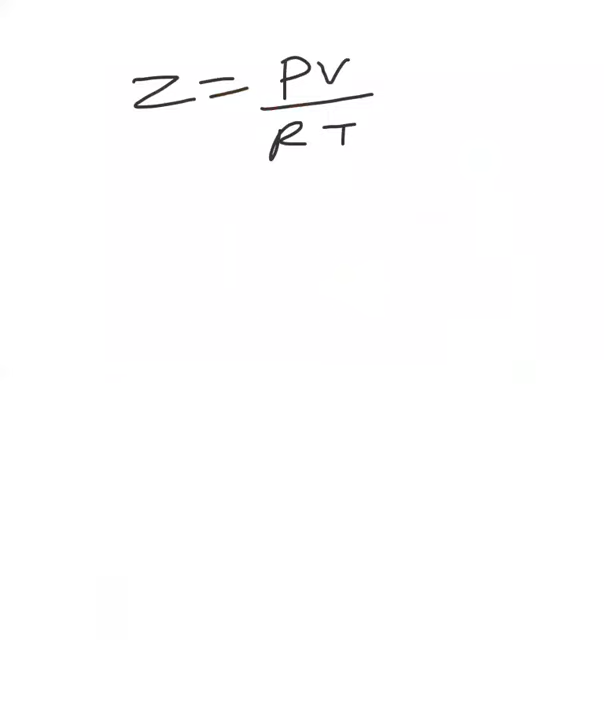 Z = PV / RT